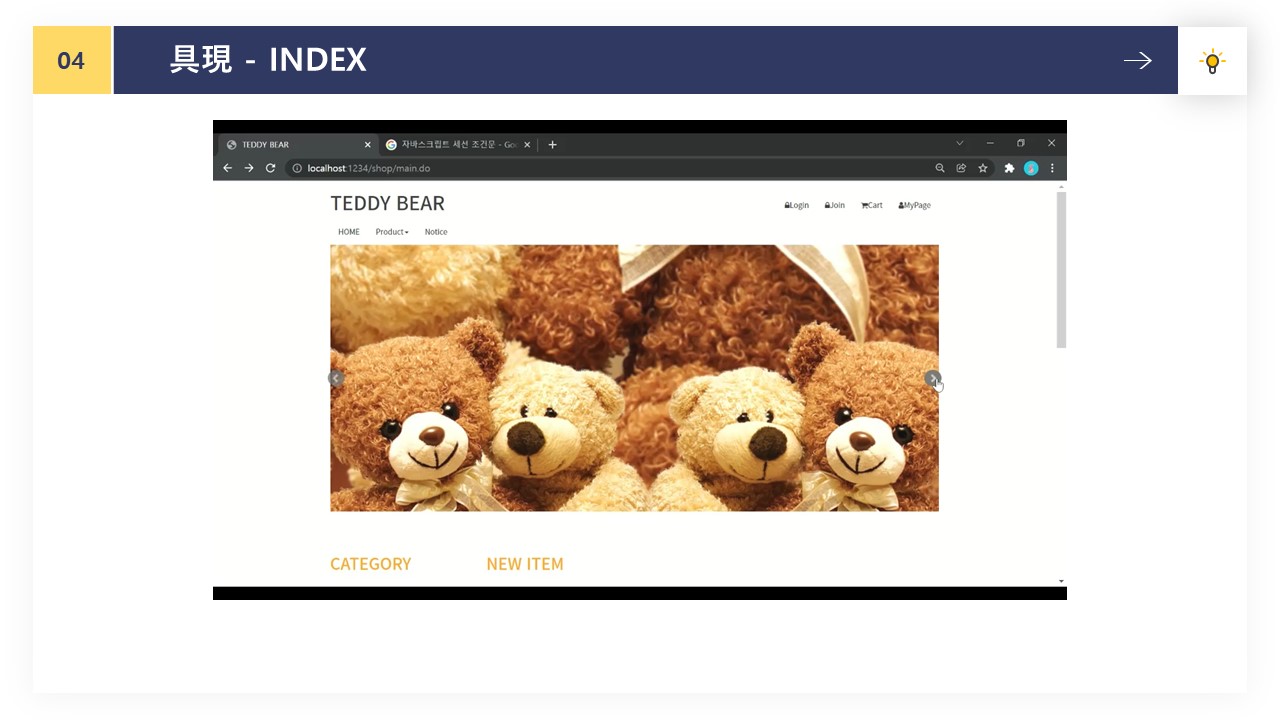 04
具現 - INDEX
TEDDY BEAR
자바스크립트 세션 조건문 - Go
localhost:1234/shop/main.do
TEDDY BEAR
Login Join Cart MyPage
HOME Product Notice
CATEGORY NEW ITEM